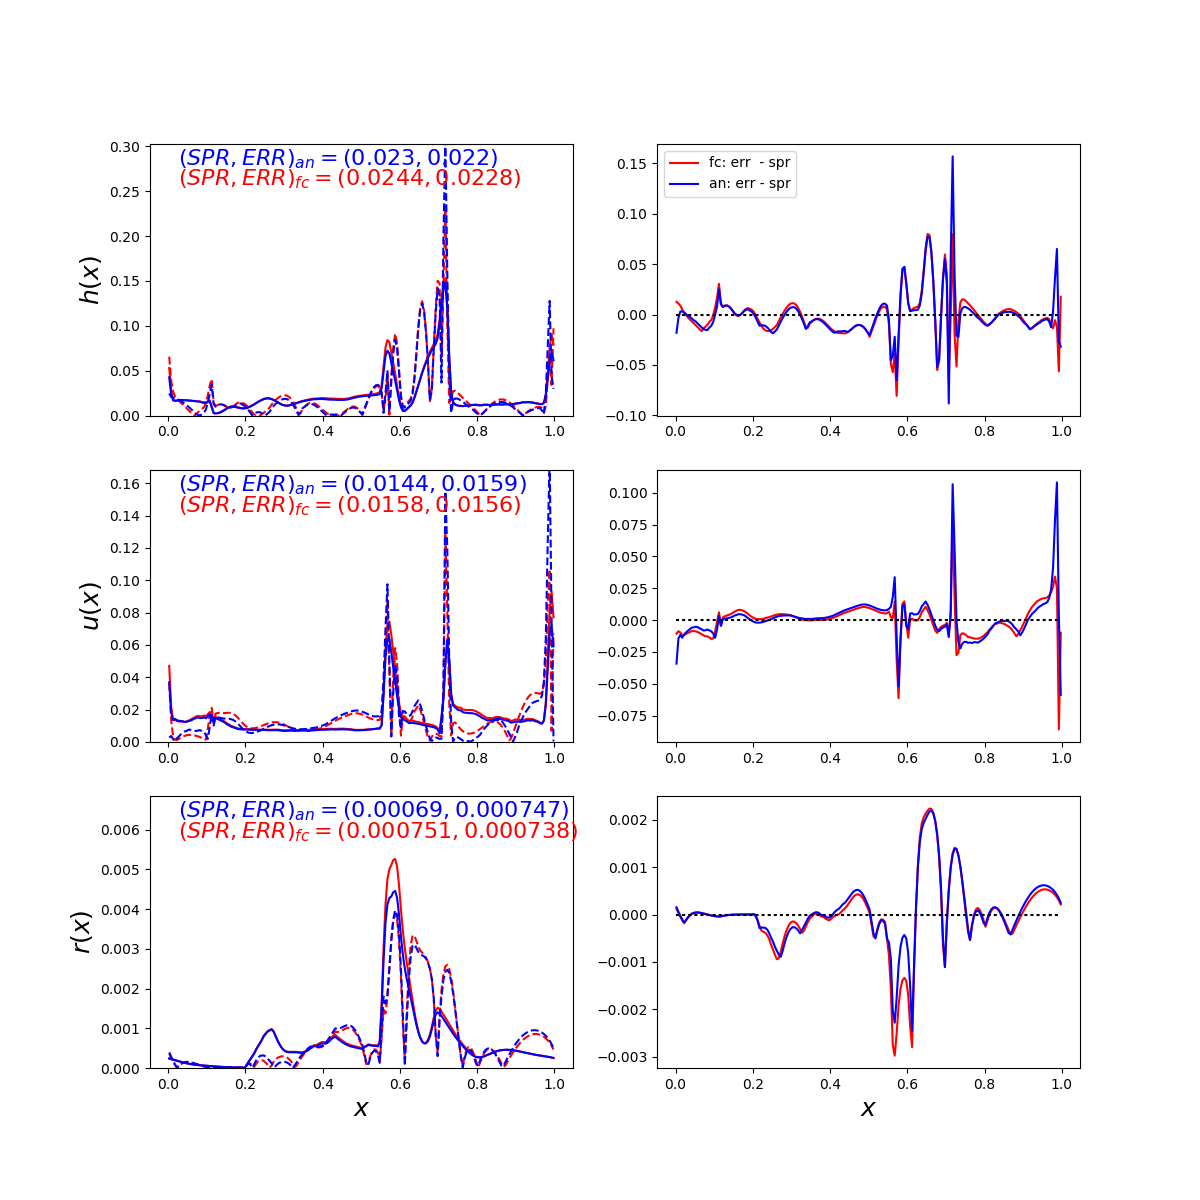 (SPR, ERR)an = (0.023, 0.022)
(SPR, ERR)fc = (0.0244, 0.0228)
h(x)
0.30
0.25
0.20
0.15
0.10
0.05
0.00
0.0 0.2 0.4 0.6 0.8 1.0
fc: err  - spr
an: err - spr
0.15
0.10
0.05
0.00
−0.05
−0.10
0.0 0.2 0.4 0.6 0.8 1.0
(SPR, ERR)an = (0.0144, 0.0159)
(SPR, ERR)fc = (0.0158, 0.0156)
u(x)
0.16
0.14
0.12
0.10
0.08
0.06
0.04
0.02
0.00
0.0 0.2 0.4 0.6 0.8 1.0
0.100
0.075
0.050
0.025
0.000
−0.025
−0.050
−0.075
0.0 0.2 0.4 0.6 0.8 1.0
(SPR, ERR)an = (0.00069, 0.000747)
(SPR, ERR)fc = (0.000751, 0.000738)
r(x)
0.006
0.005
0.004
0.003
0.002
0.001
0.000
0.0 0.2 0.4 0.6 0.8 1.0
x
0.002
0.001
0.000
−0.001
−0.002
−0.003
0.0 0.2 0.4 0.6 0.8 1.0
x